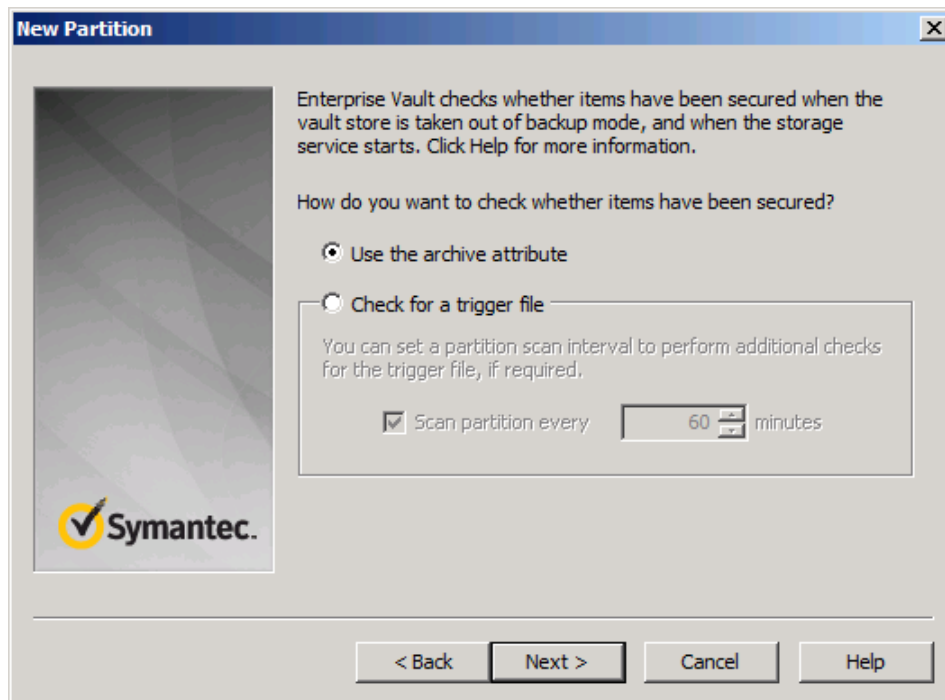 New Partition
Enterprise Vault checks whether items have been secured when the
vault store is taken out of backup mode, and when the storage
service starts. Click Help for more information.
How do you want to check whether items have been secured?
Use the archive attribute
Check for a trigger file
You can set a partition scan interval to perform additional checks
for the trigger file, if required.
Scan partition every 60 minutes
Symantec.
< Back Next > Cancel Help